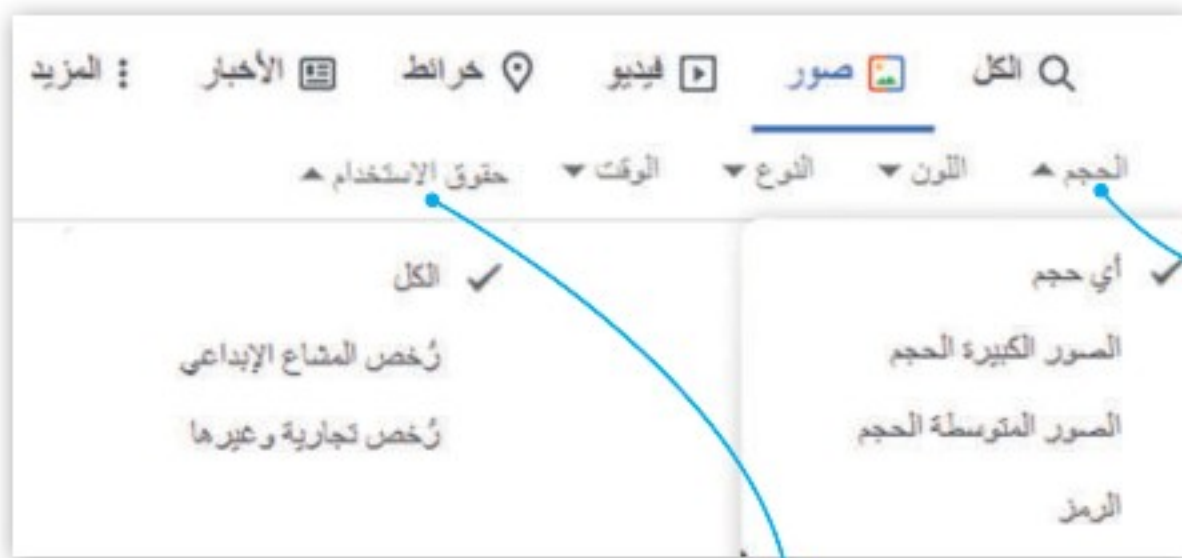 الكل صور فيديو خرائط الأخبار المزيد
الحجم اللون النوع الوقت حقوق الاستخدام
أي حجم
الصور الكبيرة الحجم
الصور المتوسطة الحجم
الرمز
الكل
رُخص المشاع الإبداعي
رُخص تجارية وغيرها